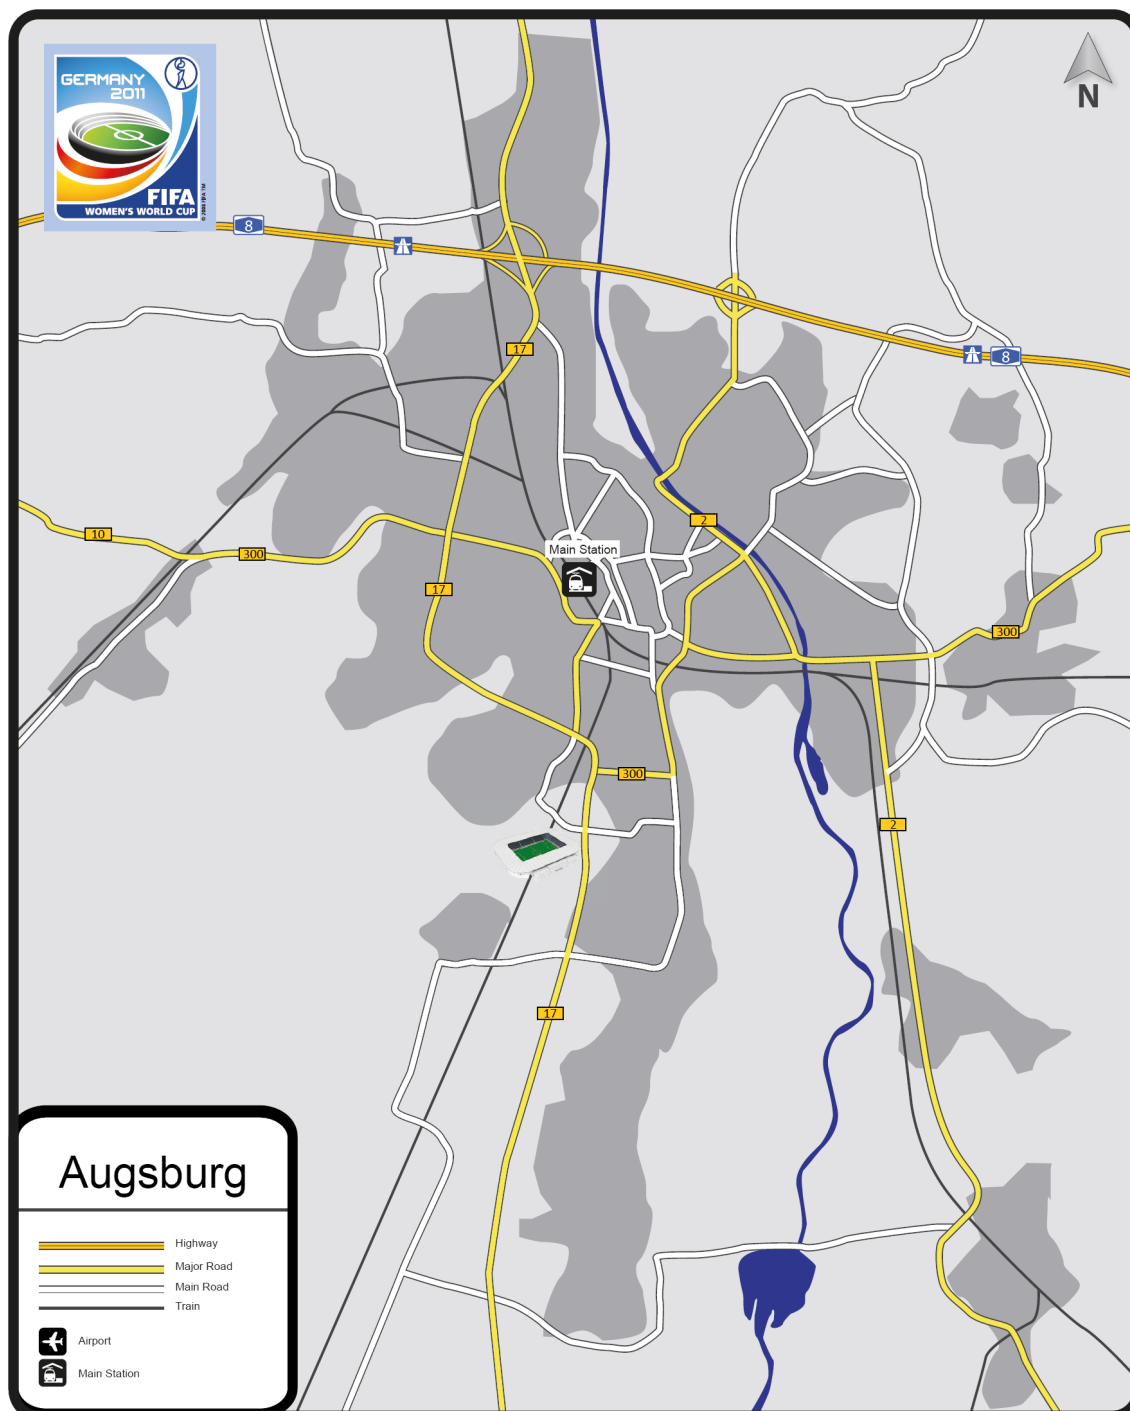 GERMANY
2011
FIFA
WOMEN'S WORLD CUP
N
8
8
17
10
300
Main Station
2
17
300
300
2
17
Augsburg
Highway
Major Road
Main Road
Train
Airport
Main Station